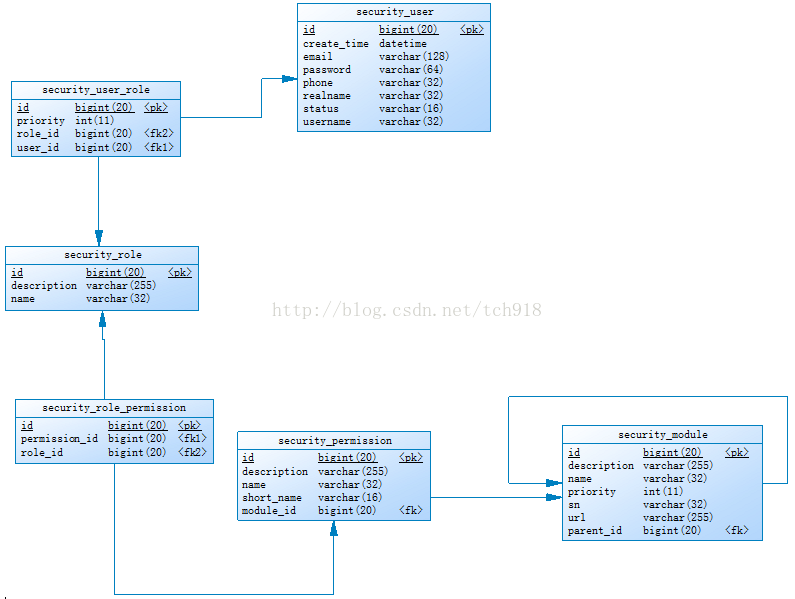 security_user
id bigint(20) <pk>
create_time datetime
email varchar(128)
password varchar(64)
phone varchar(32)
realname varchar(32)
status varchar(16)
username varchar(32)
security_user_role
id bigint(20) <pk>
priority int(11)
role_id bigint(20) <fk2>
user_id bigint(20) <fk1>
security_role
id bigint(20) <pk>
description varchar(255)
name varchar(32)
http://blog.csdn.net/tch918
security_role_permission
id bigint(20) <pk>
permission_id bigint(20) <fk1>
role_id bigint(20) <fk2>
security_permission
id bigint(20) <pk>
description varchar(255)
name varchar(32)
short_name varchar(16)
module_id bigint(20) <fk>
security_module
id bigint(20) <pk>
description varchar(255)
name varchar(32)
priority int(11)
sn varchar(32)
url varchar(255)
parent_id bigint(20) <fk>